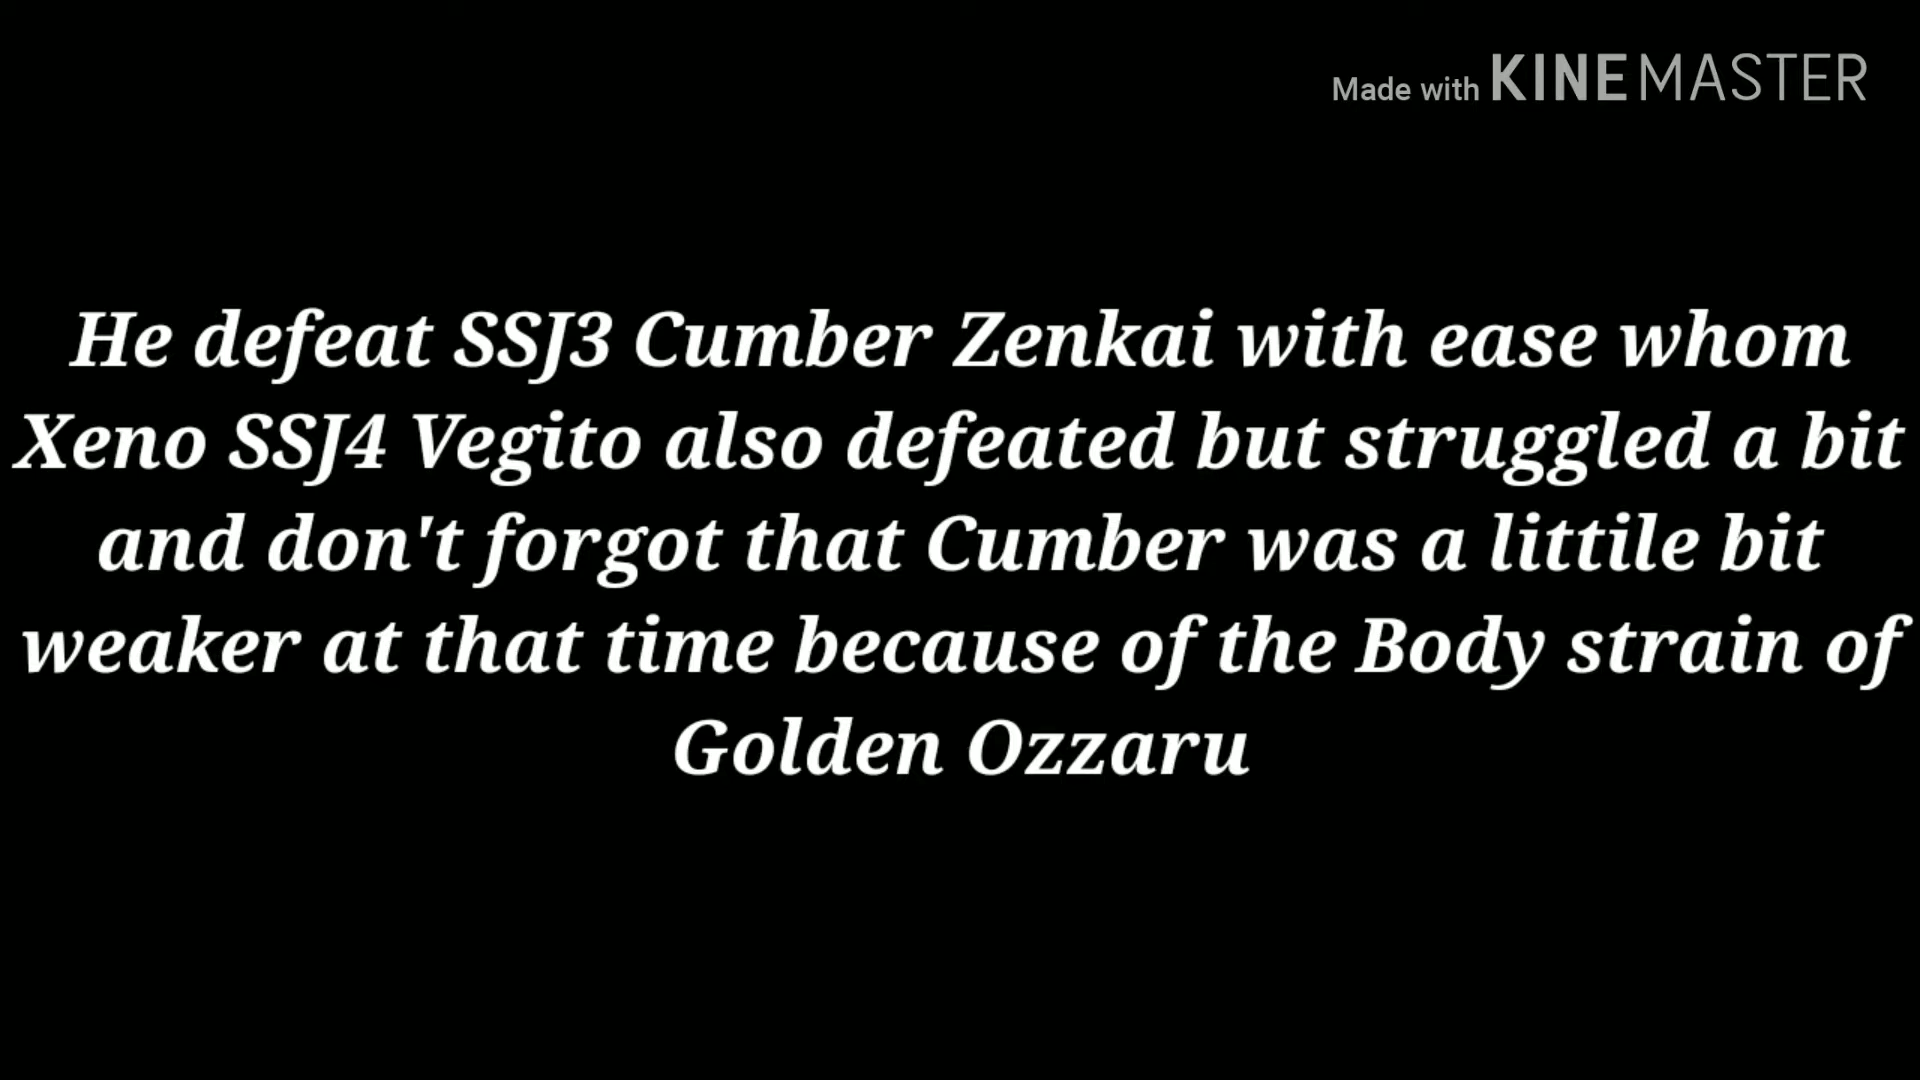 Made with KINEMASTER
He defeat SSJ3 Cumber Zenkai with ease whom
Xeno SSJ4 Vegito also defeated but struggled a bit
and don't forgot that Cumber was a littile bit
weaker at that time because of the Body strain of
Golden Ozzaru